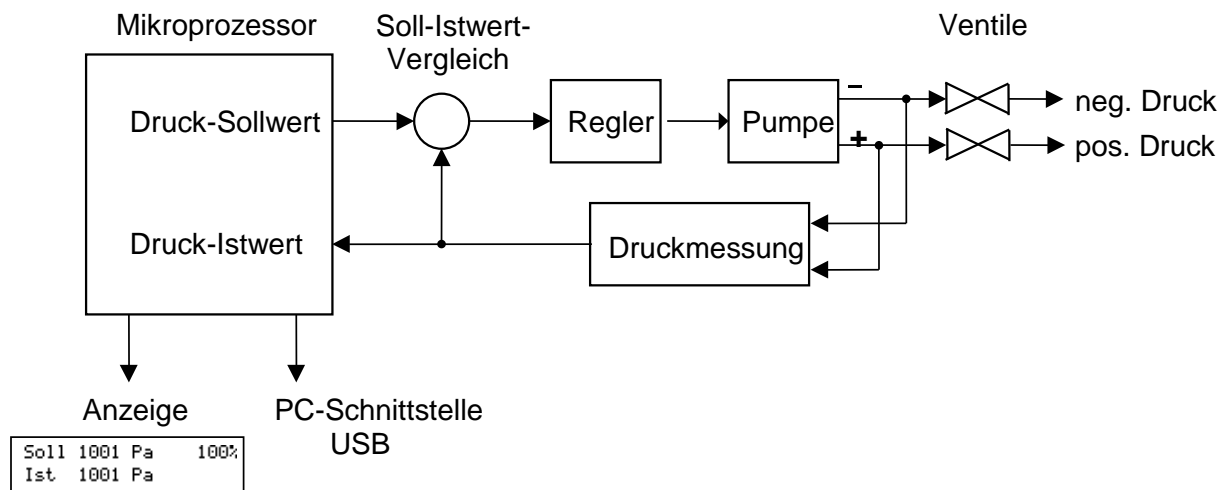 Mikroprozessor
Soll-Istwert-
Vergleich
Ventile
Druck-Sollwert
Regler
Pumpe
–
+
neg. Druck
pos. Druck
Druck-Istwert
Druckmessung
Anzeige
PC-Schnittstelle
USB
Soll 1001 Pa 100%
Ist 1001 Pa